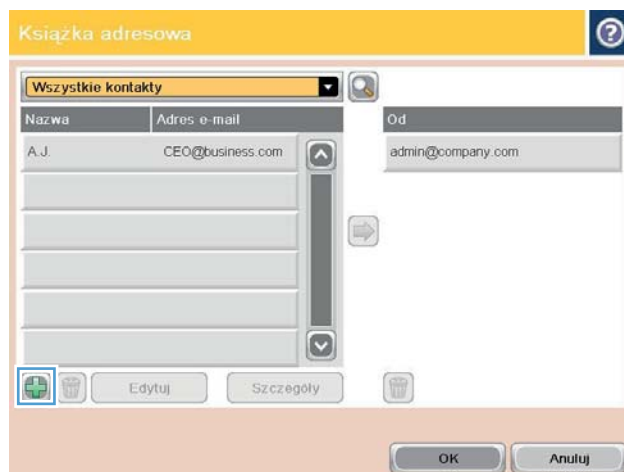 Książka adresowa
Wszystkie kontakty
Nazwa Adres e-mail Od
A.J. CEO@business.com admin@company.com
Edytuj Szczegóły
OK Anuluj